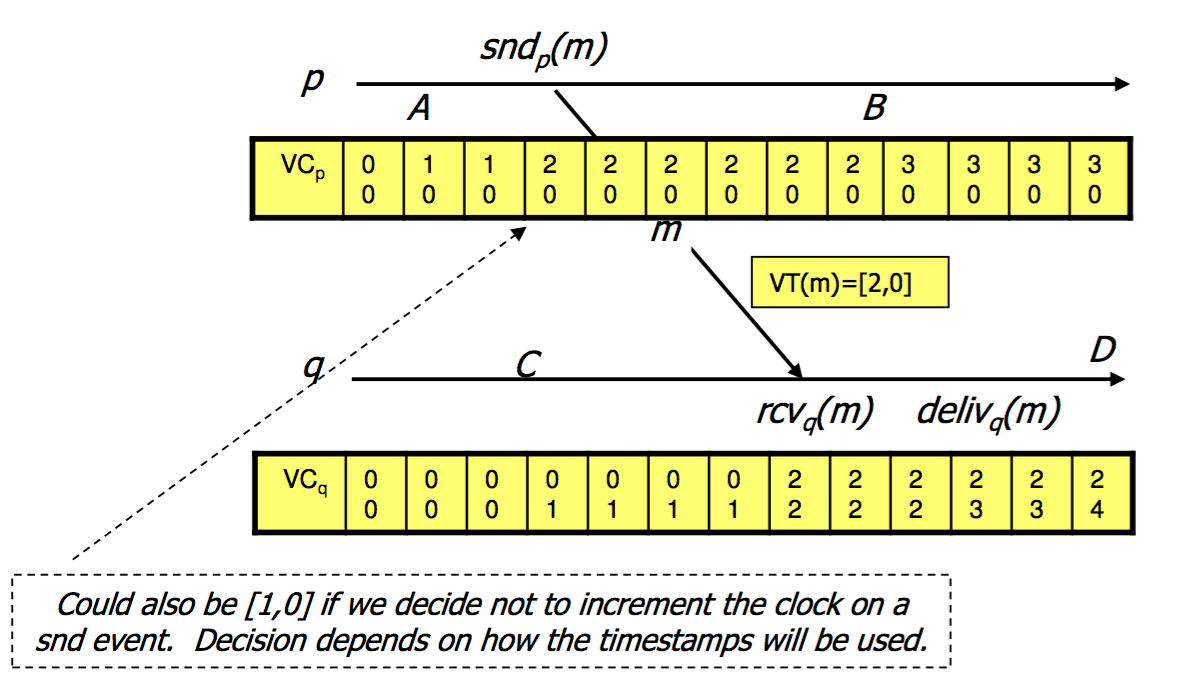 snd_p(m)
p
A B
VC_p 0 1 1 2 2 2 2 2 2 3 3 3 3
0 0 0 0 0 0 0 0 0 0 0 0 0
m
VT(m)=[2,0]
q C D
rcv_q(m) deliv_q(m)
VC_q 0 0 0 0 0 0 0 2 2 2 2 2 2
0 0 0 1 1 1 1 2 2 2 3 3 4
Could also be [1,0] if we decide not to increment the clock on a
snd event. Decision depends on how the timestamps will be used.